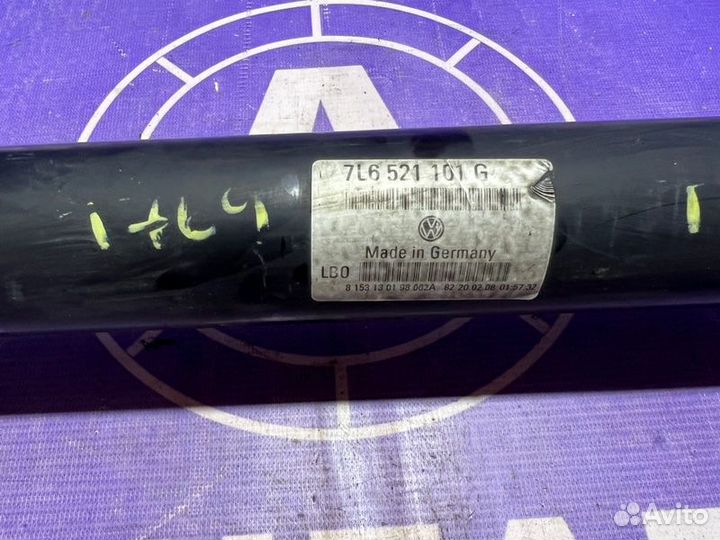 7L6 521 101 G
Made in Germany
LBO
8 153 13 01 98 002A 82 20.02.08 01:57:32
Avito